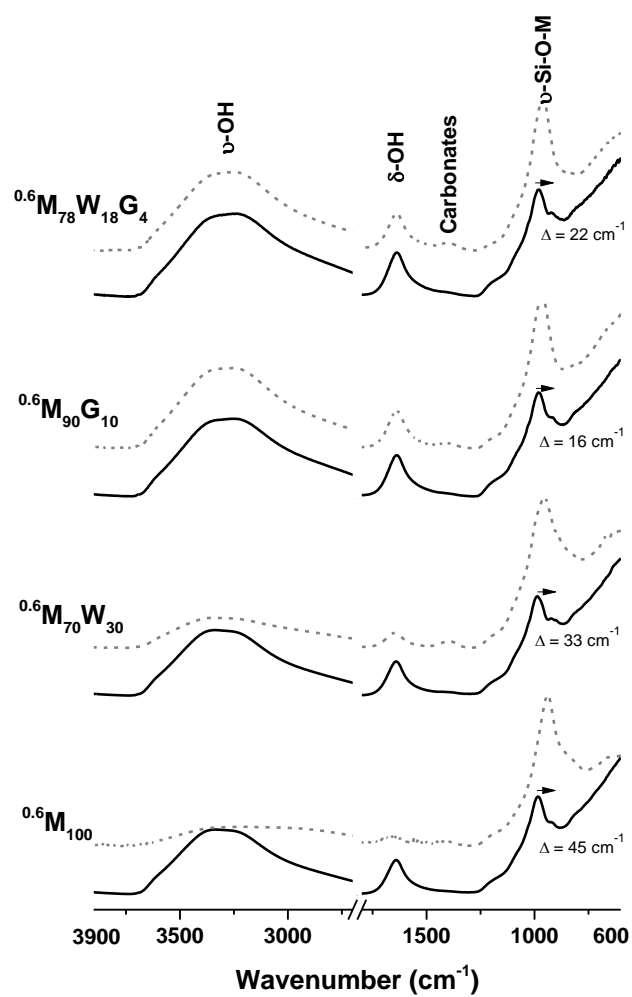 υ-OH
δ-OH
Carbonates
υ-Si-O-M
⁰·⁶M₇₈W₁₈G₄
Δ = 22 cm⁻¹
⁰·⁶M₉₀G₁₀
Δ = 16 cm⁻¹
⁰·⁶M₇₀W₃₀
Δ = 33 cm⁻¹
⁰·⁶M₁₀₀
Δ = 45 cm⁻¹
3900 3500 3000 1500 1000 600
Wavenumber (cm⁻¹)